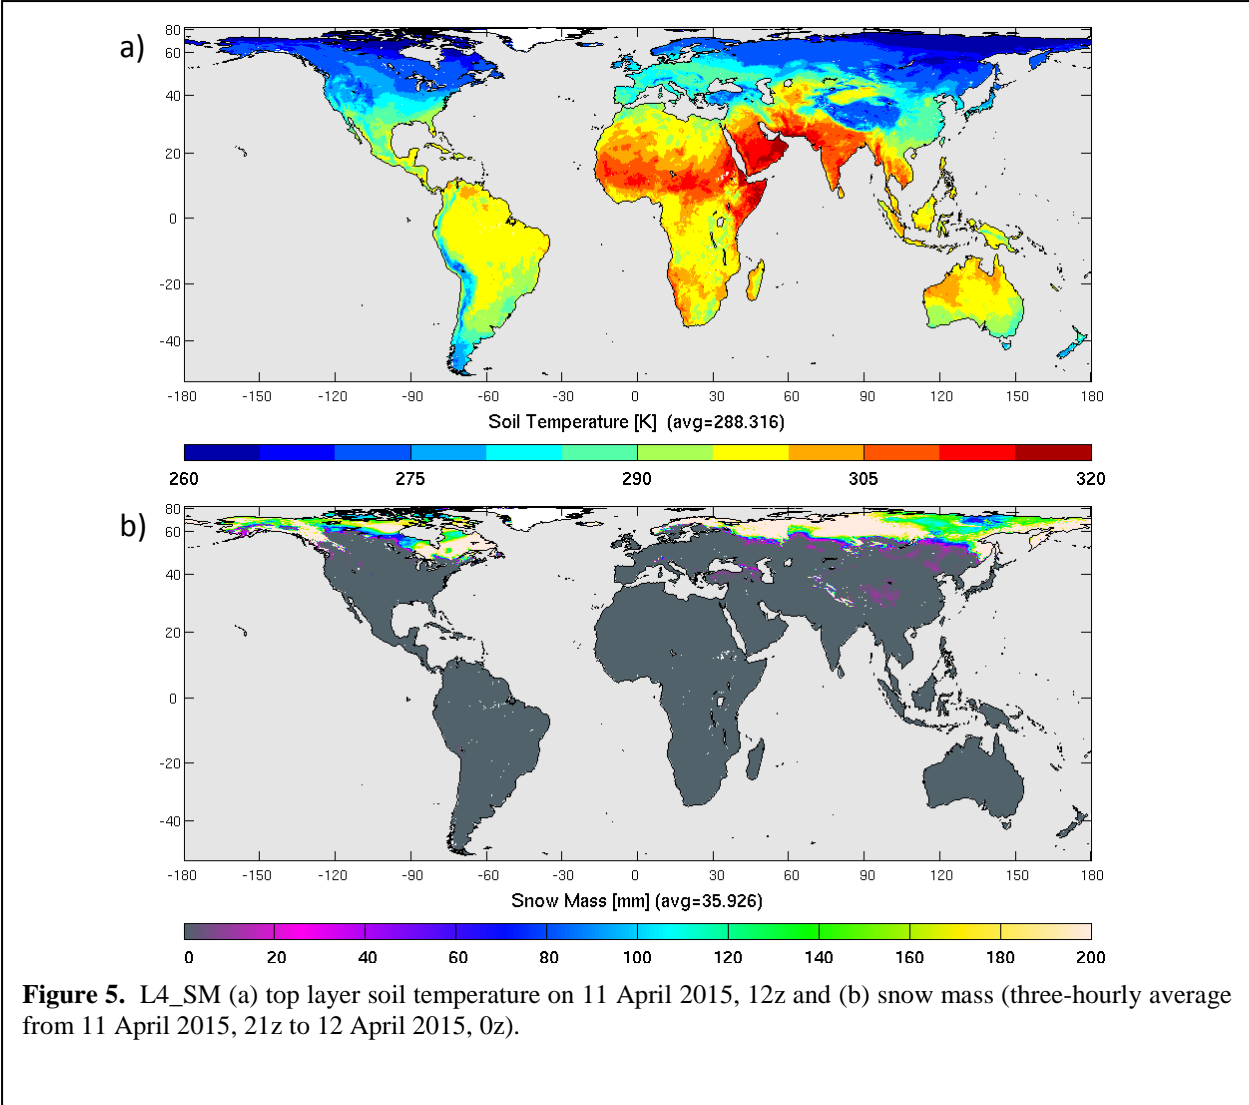 a)
80
60
40
20
0
-20
-40
-180 -150 -120 -90 -60 -30 0 30 60 90 120 150 180
Soil Temperature [K] (avg=288.316)
260 275 290 305 320
b)
80
60
40
20
0
-20
-40
-180 -150 -120 -90 -60 -30 0 30 60 90 120 150 180
Snow Mass [mm] (avg=35.926)
0 20 40 60 80 100 120 140 160 180 200
Figure 5. L4_SM (a) top layer soil temperature on 11 April 2015, 12z and (b) snow mass (three-hourly average
from 11 April 2015, 21z to 12 April 2015, 0z).